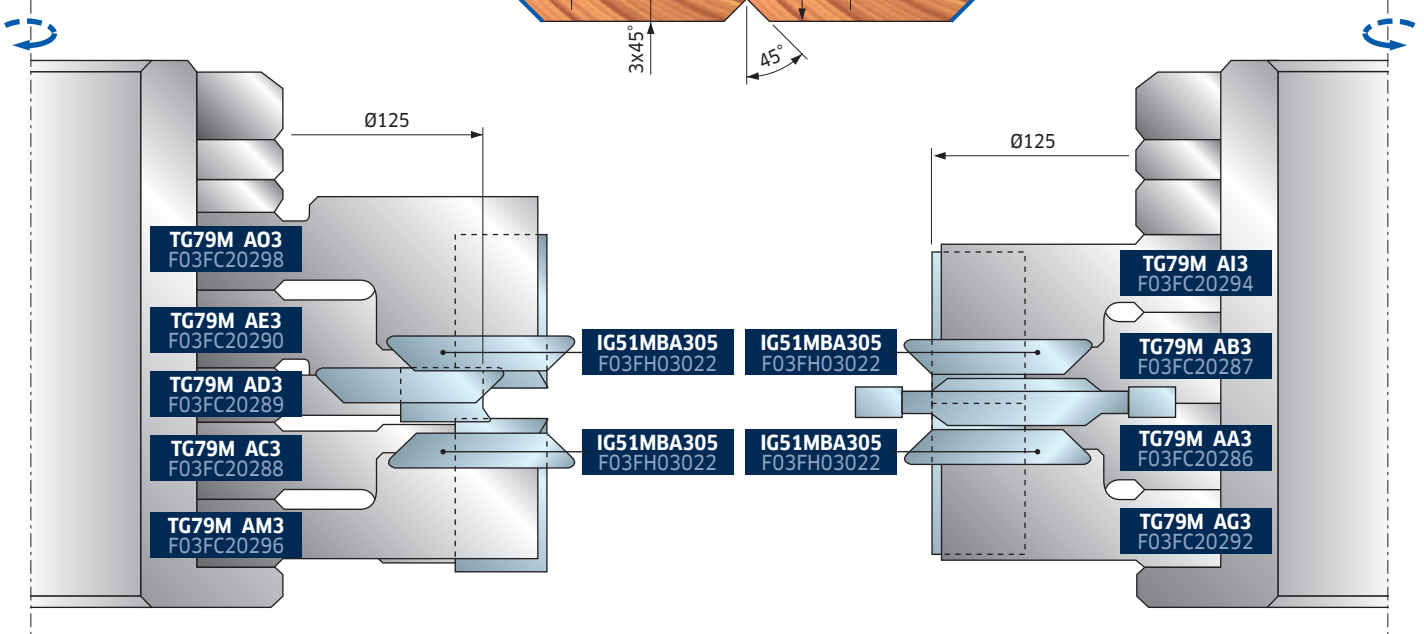 3x45°
45°
Ø125
Ø125
TG79M AO3
F03FC20298
TG79M AI3
F03FC20294
TG79M AE3
F03FC20290
IG51MBA305
F03FH03022
IG51MBA305
F03FH03022
TG79M AB3
F03FC20287
TG79M AD3
F03FC20289
TG79M AC3
F03FC20288
IG51MBA305
F03FH03022
IG51MBA305
F03FH03022
TG79M AA3
F03FC20286
TG79M AM3
F03FC20296
TG79M AG3
F03FC20292